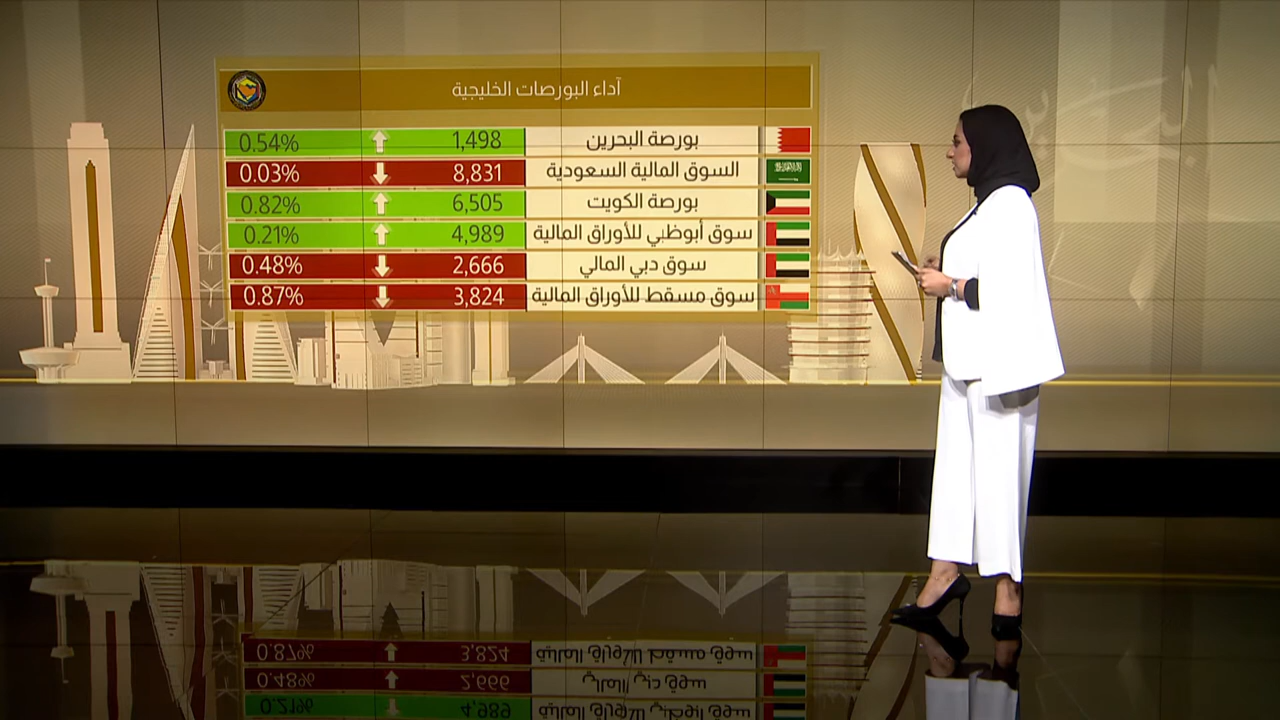 آداء البورصات الخليجية
بورصة البحرين 1,498 0.54%
السوق المالية السعودية 8,831 0.03%
بورصة الكويت 6,505 0.82%
سوق أبوظبي للأوراق المالية 4,989 0.21%
سوق دبي المالي 2,666 0.48%
سوق مسقط للأوراق المالية 3,824 0.87%